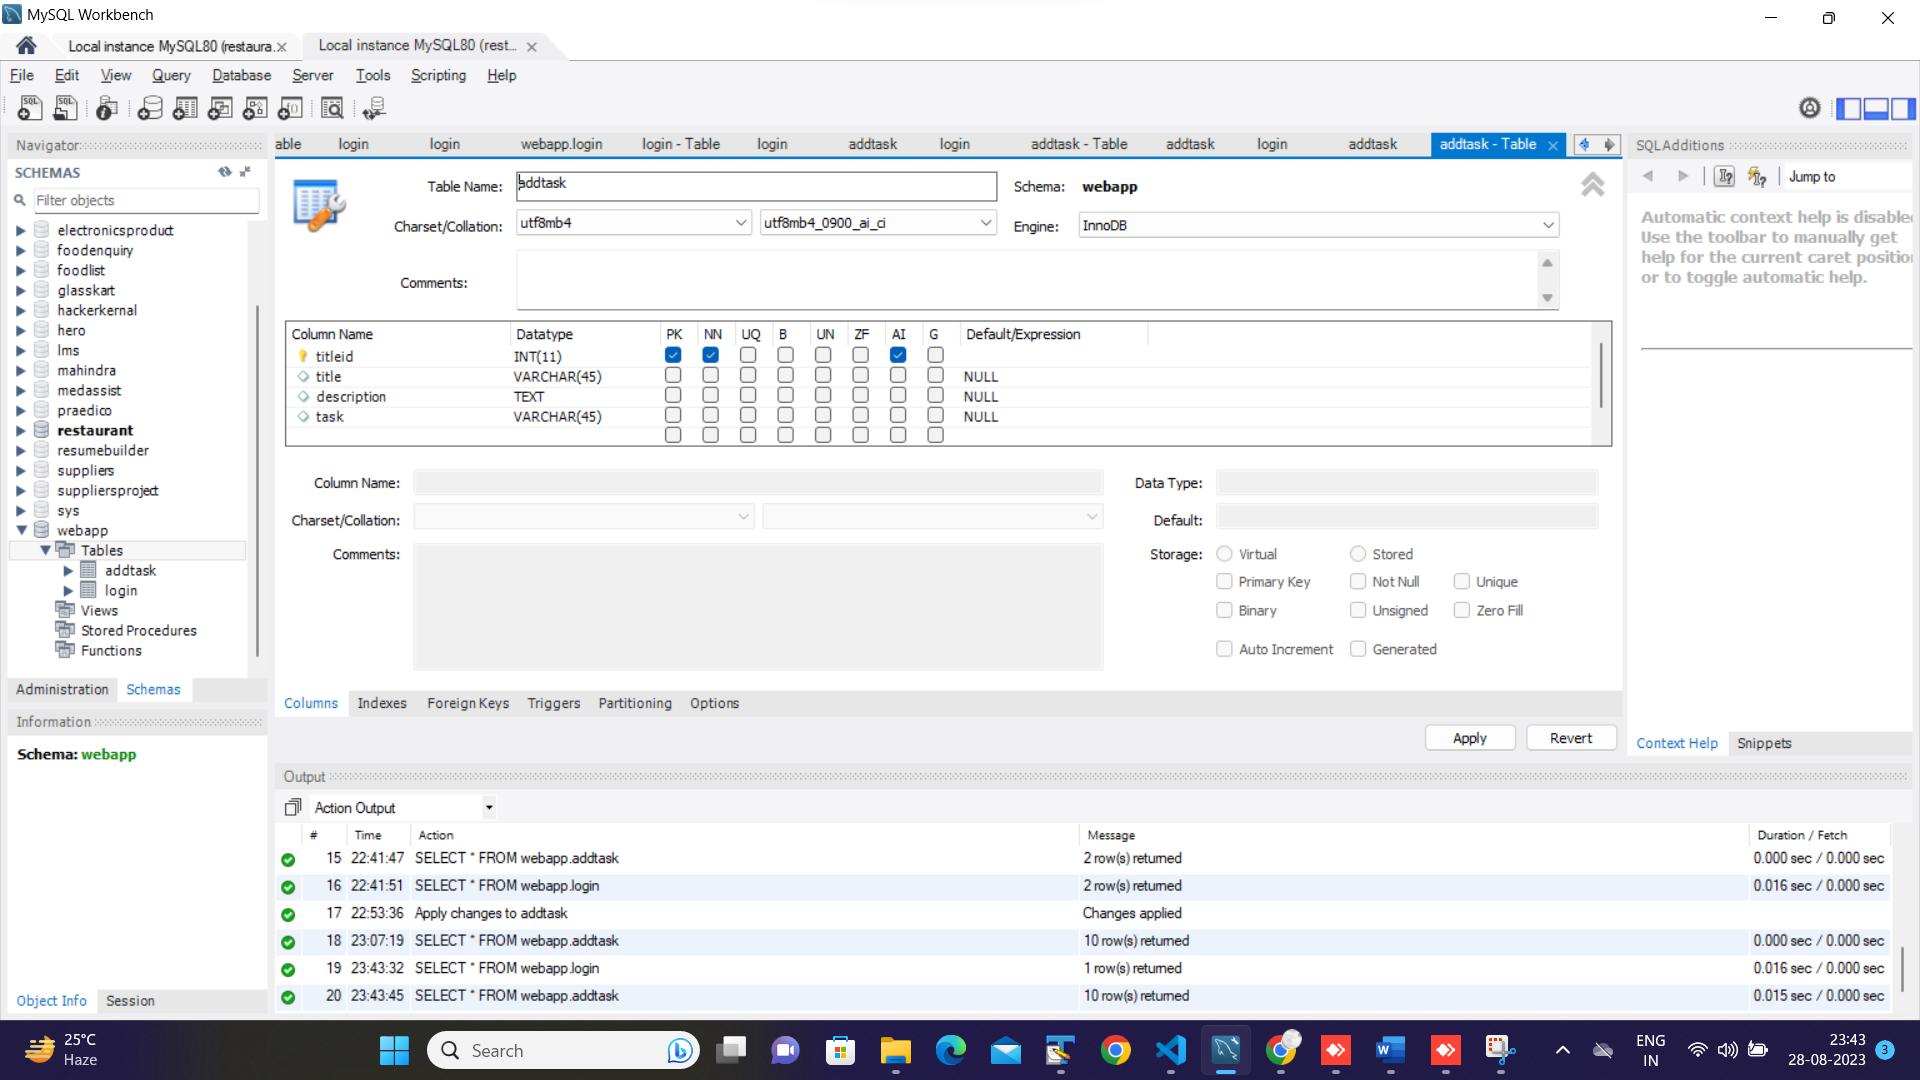 MySQL Workbench
Local instance MySQL80 (restaura... Local instance MySQL80 (rest...
File Edit View Query Database Server Tools Scripting Help
Navigator
SCHEMAS
Filter objects
electronicsproduct
foodenquiry
foodlist
glasskart
hackerkernal
hero
lms
mahindra
medassist
praedico
restaurant
resumebuilder
suppliers
suppliersproject
sys
webapp
Tables
addtask
login
Views
Stored Procedures
Functions
Administration Schemas
Information
Schema: webapp
Object Info Session
able login login webapp.login login - Table login addtask login addtask - Table addtask login addtask addtask - Table
Table Name: addtask Schema: webapp
Charset/Collation: utf8mb4 utf8mb4_0900_ai_ci Engine: InnoDB
Comments:
Column Name Datatype PK NN UQ B UN ZF AI G Default/Expression
titleid INT(11)
title VARCHAR(45) NULL
description TEXT NULL
task VARCHAR(45) NULL
Column Name: Data Type:
Charset/Collation: Default:
Comments: Storage: Virtual Stored
Primary Key Not Null Unique
Binary Unsigned Zero Fill
Auto Increment Generated
Columns Indexes Foreign Keys Triggers Partitioning Options
Apply Revert
SQLAdditions
Jump to
Automatic context help is disable
Use the toolbar to manually get
help for the current caret positio
or to toggle automatic help.
Context Help Snippets
Output
Action Output
# Time Action Message Duration / Fetch
15 22:41:47 SELECT * FROM webapp.addtask 2 row(s) returned 0.000 sec / 0.000 sec
16 22:41:51 SELECT * FROM webapp.login 2 row(s) returned 0.016 sec / 0.000 sec
17 22:53:36 Apply changes to addtask Changes applied
18 23:07:19 SELECT * FROM webapp.addtask 10 row(s) returned 0.000 sec / 0.000 sec
19 23:43:32 SELECT * FROM webapp.login 1 row(s) returned 0.016 sec / 0.000 sec
20 23:43:45 SELECT * FROM webapp.addtask 10 row(s) returned 0.015 sec / 0.000 sec
25°C
Haze
Search
ENG
IN
23:43
28-08-2023
3